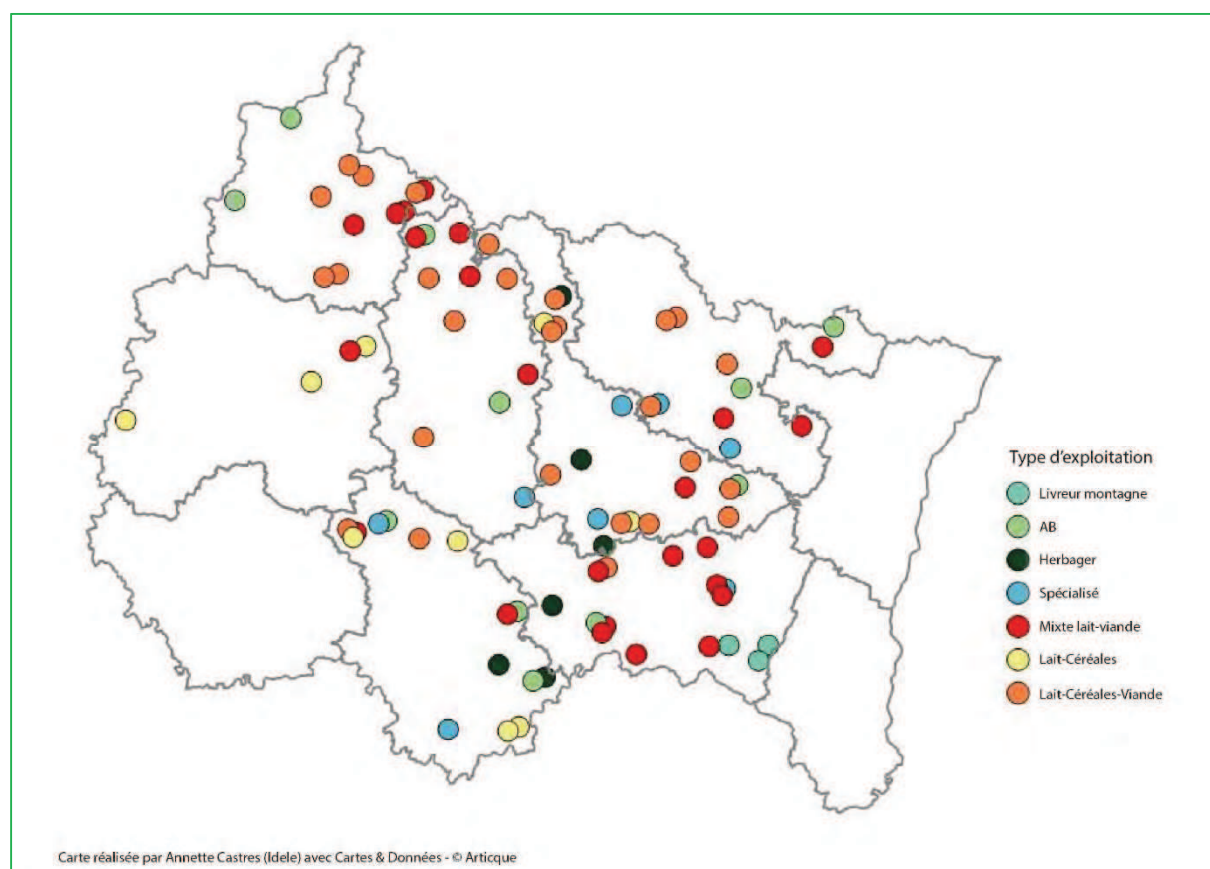 Type d'exploitation
Livreur montagne
AB
Herbager
Spécialisé
Mixte lait-viande
Lait-Céréales
Lait-Céréales-Viande
Carte réalisée par Annette Castres (Idele) avec Cartes & Données - © Articque